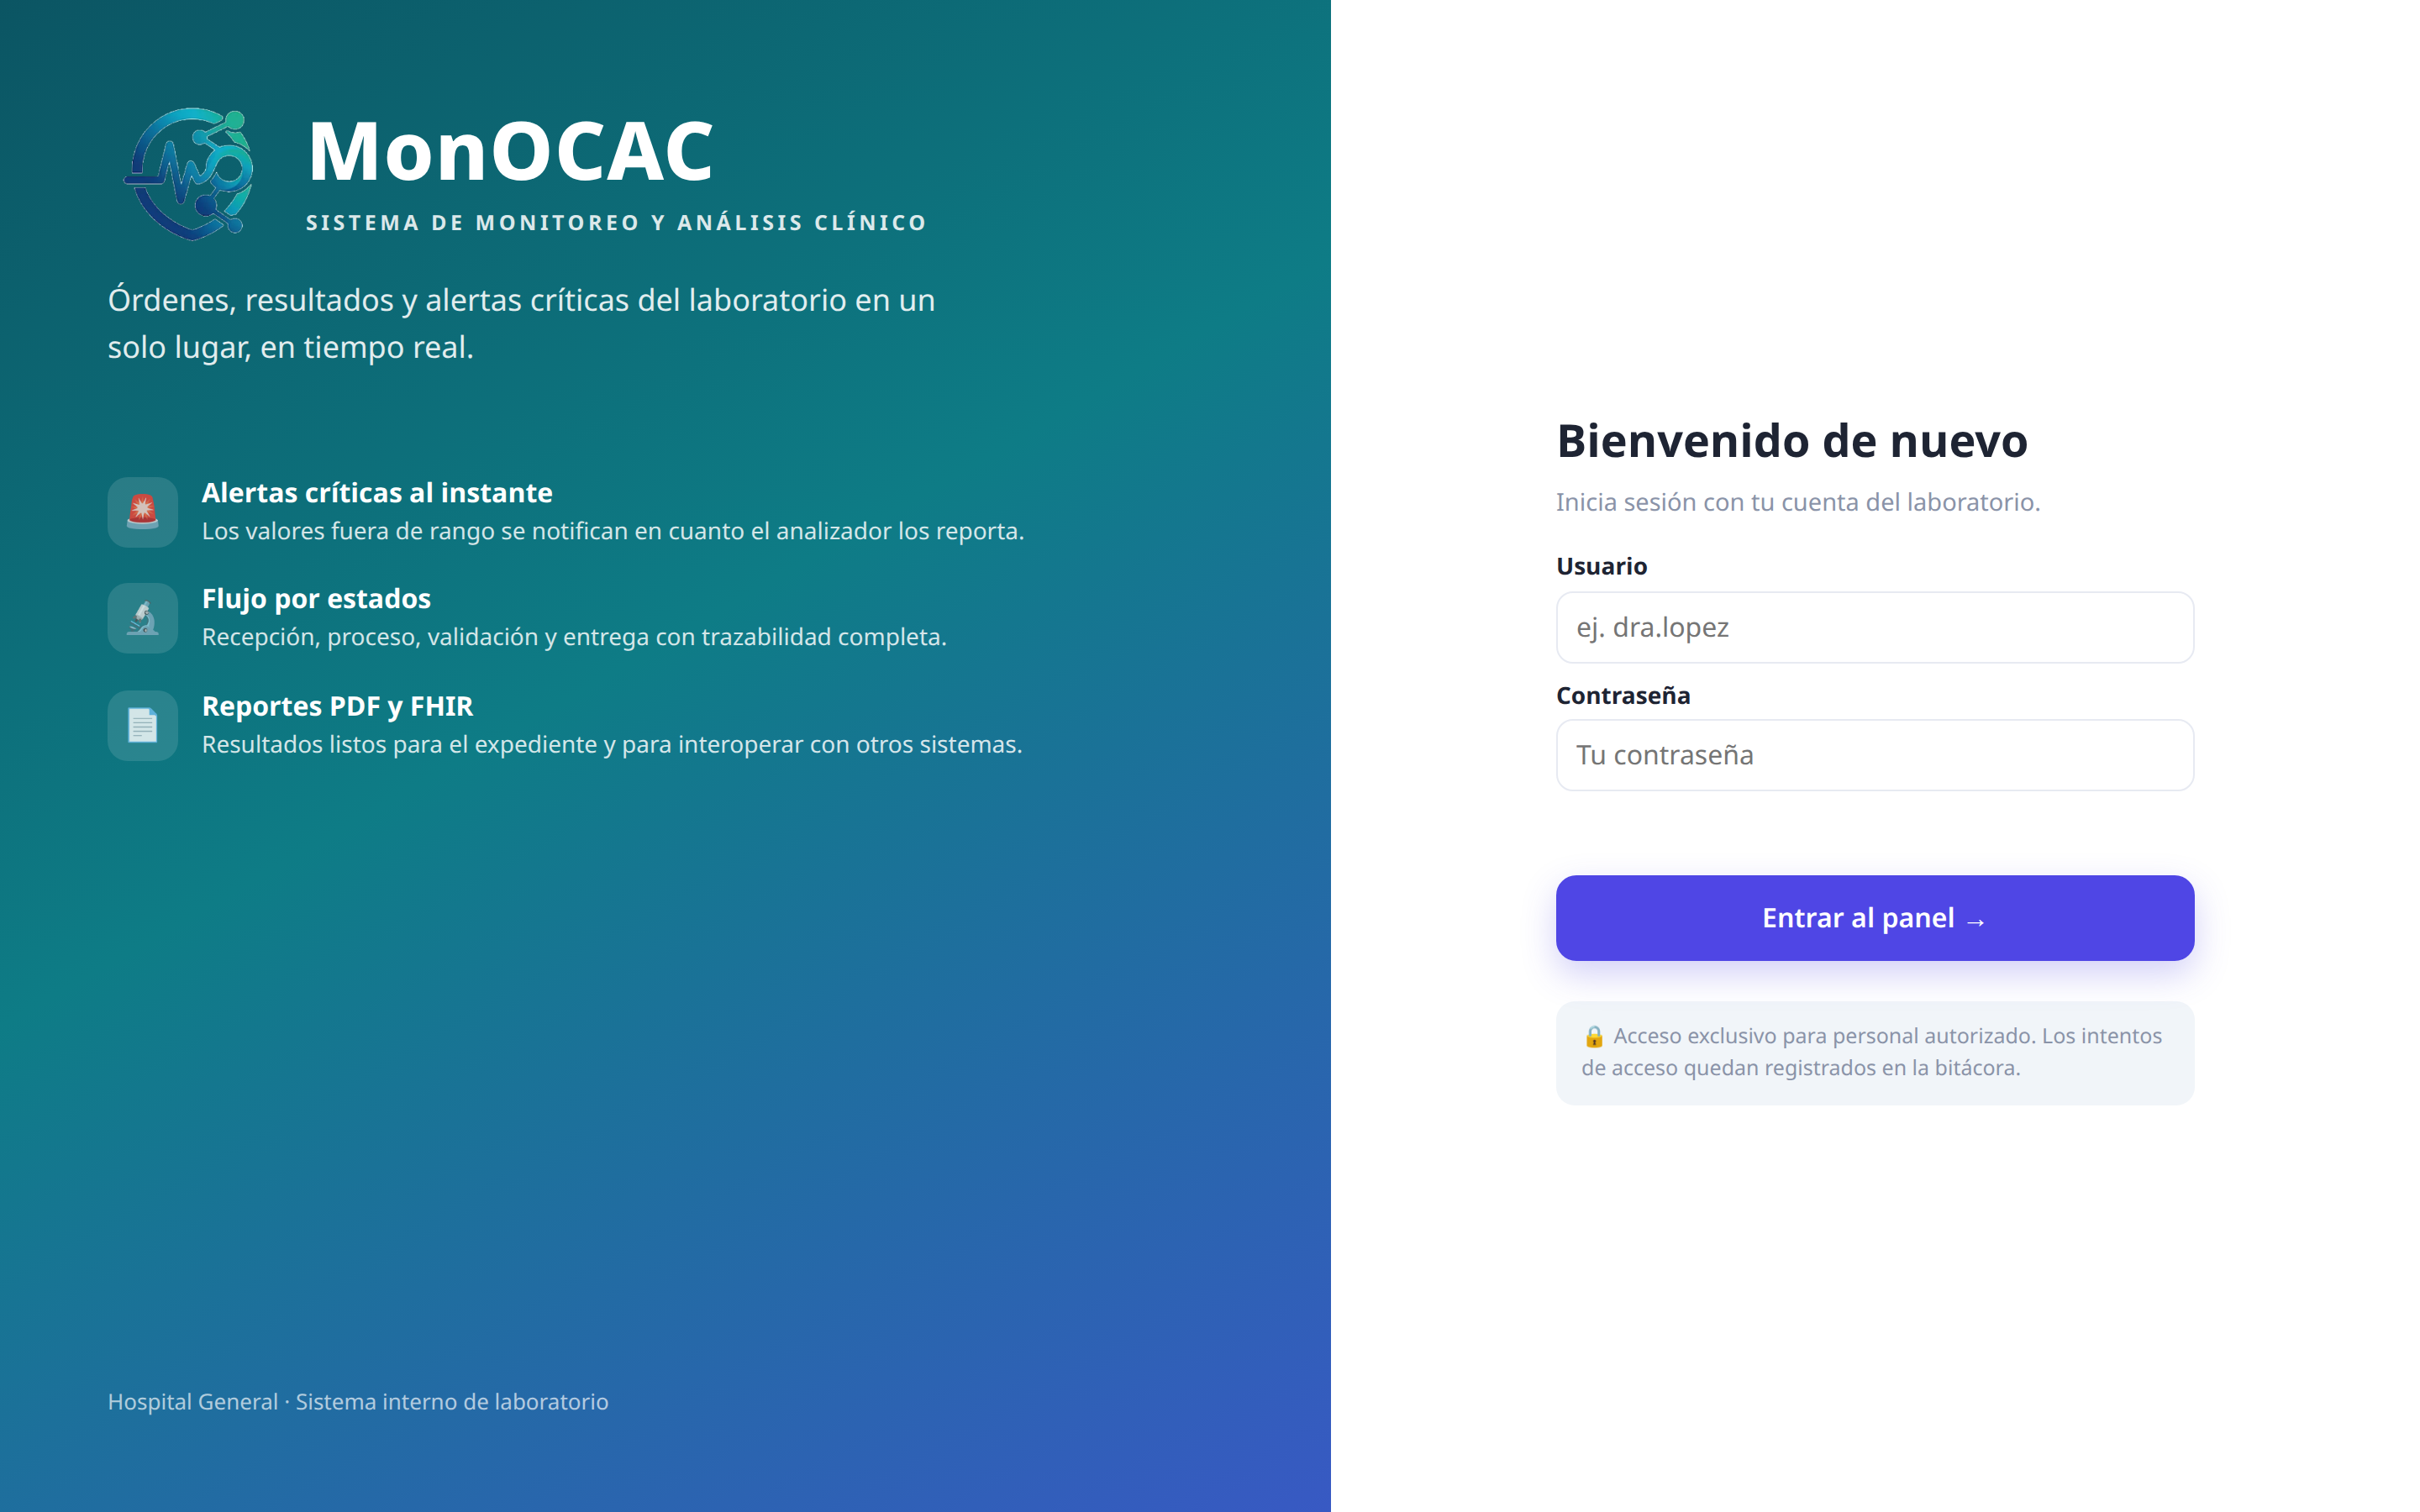 MonOCAC
SISTEMA DE MONITOREO Y ANÁLISIS CLÍNICO
Órdenes, resultados y alertas críticas del laboratorio en un
solo lugar, en tiempo real.
Alertas críticas al instante
Los valores fuera de rango se notifican en cuanto el analizador los reporta.
Flujo por estados
Recepción, proceso, validación y entrega con trazabilidad completa.
Reportes PDF y FHIR
Resultados listos para el expediente y para interoperar con otros sistemas.
Hospital General · Sistema interno de laboratorio
Bienvenido de nuevo
Inicia sesión con tu cuenta del laboratorio.
Usuario
ej. dra.lopez
Contraseña
Tu contraseña
Entrar al panel →
🔒 Acceso exclusivo para personal autorizado. Los intentos
de acceso quedan registrados en la bitácora.